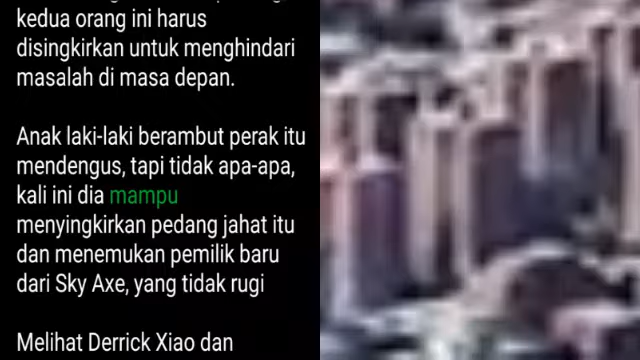 kedua orang ini harus
disingkirkan untuk menghindari
masalah di masa depan.
Anak laki-laki berambut perak itu
mendengus, tapi tidak apa-apa,
kali ini dia mampu
menyingkirkan pedang jahat itu
dan menemukan pemilik baru
dari Sky Axe, yang tidak rugi
Melihat Derrick Xiao dan